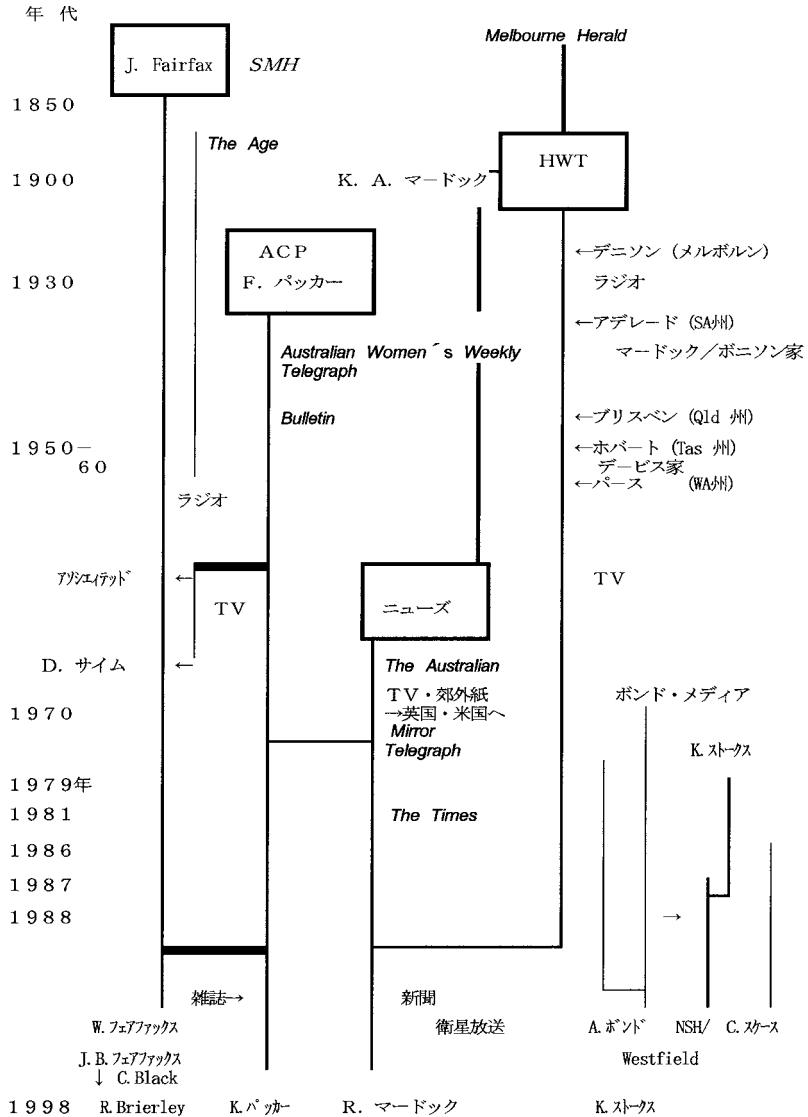 年 代
Melbourne Herald
J. Fairfax SMH
1850
The Age
HWT
1900 K. A. マードック
←デニソン (メルボルン)
ACP
1930 F. パッカー ラジオ
←アデレード (SA州)
Australian Women´s Weekly マードック／ボニソン家
Telegraph
Bulletin ←ブリスベン (Qld 州)
1950－ ←ホバート (Tas 州)
60 デービス家
←パース (WA州)
ラジオ
アソシエィテッド ← TV
TV ニューズ
D. サイム ← The Australian
TV・郊外紙 ボンド・メディア
1970 →英国・米国へ
Mirror
Telegraph K.ストークス
1979年
1981 The Times
1986
1987
1988 →
雑誌→ 新聞
W.フェアファックス 衛星放送 A.ボンド NSH/ C.スケース
J.B.フェアファックス Westfield
↓ C.Black
1998 R.Brierley K.パッカー R. マードック K.ストークス